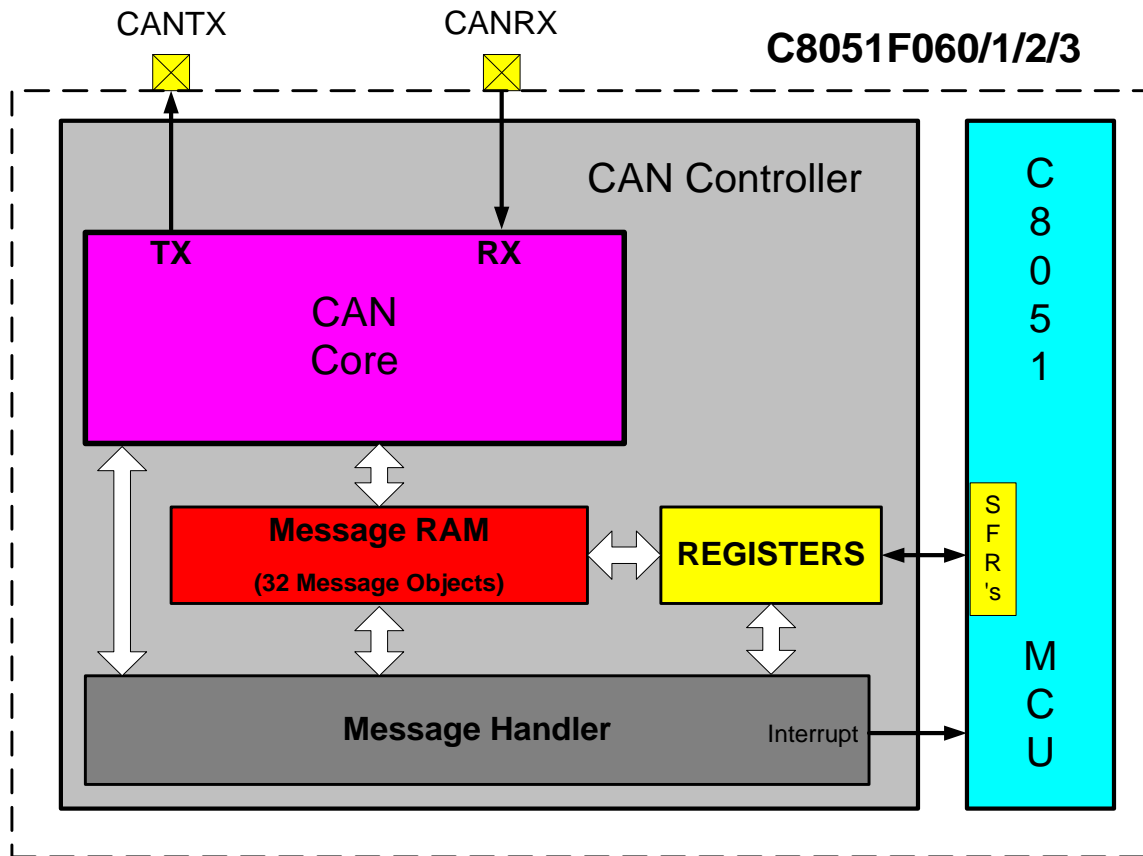 CANTX
CANRX
C8051F060/1/2/3
CAN Controller
TX
RX
CAN
Core
Message RAM
(32 Message Objects)
REGISTERS
Message Handler
Interrupt
C
8
0
5
1
S
F
R
's
M
C
U